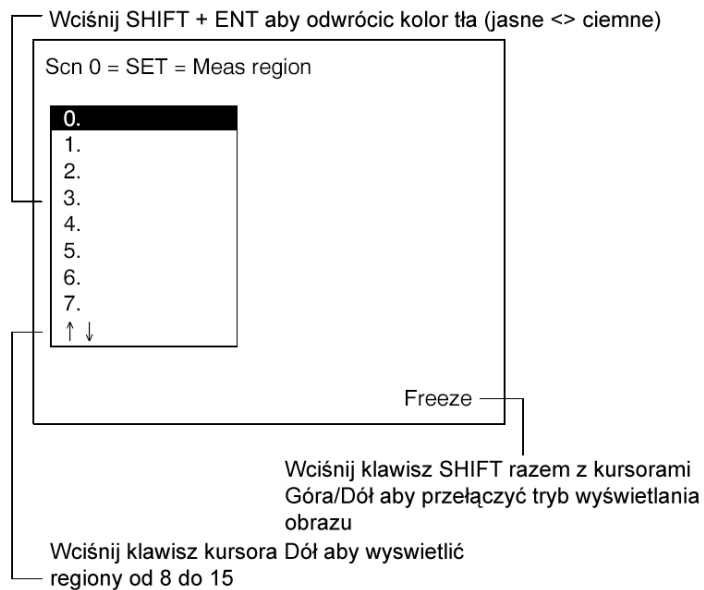 Wciśnij SHIFT + ENT aby odwrócic kolor tła (jasne <> ciemne)
Scn 0 = SET = Meas region
0.
1.
2.
3.
4.
5.
6.
7.
↑ ↓
Freeze
Wciśnij klawisz SHIFT razem z kursorami
Góra/Dół aby przełączyć tryb wyświetlania
obrazu
Wciśnij klawisz kursora Dół aby wyswietlić
regiony od 8 do 15